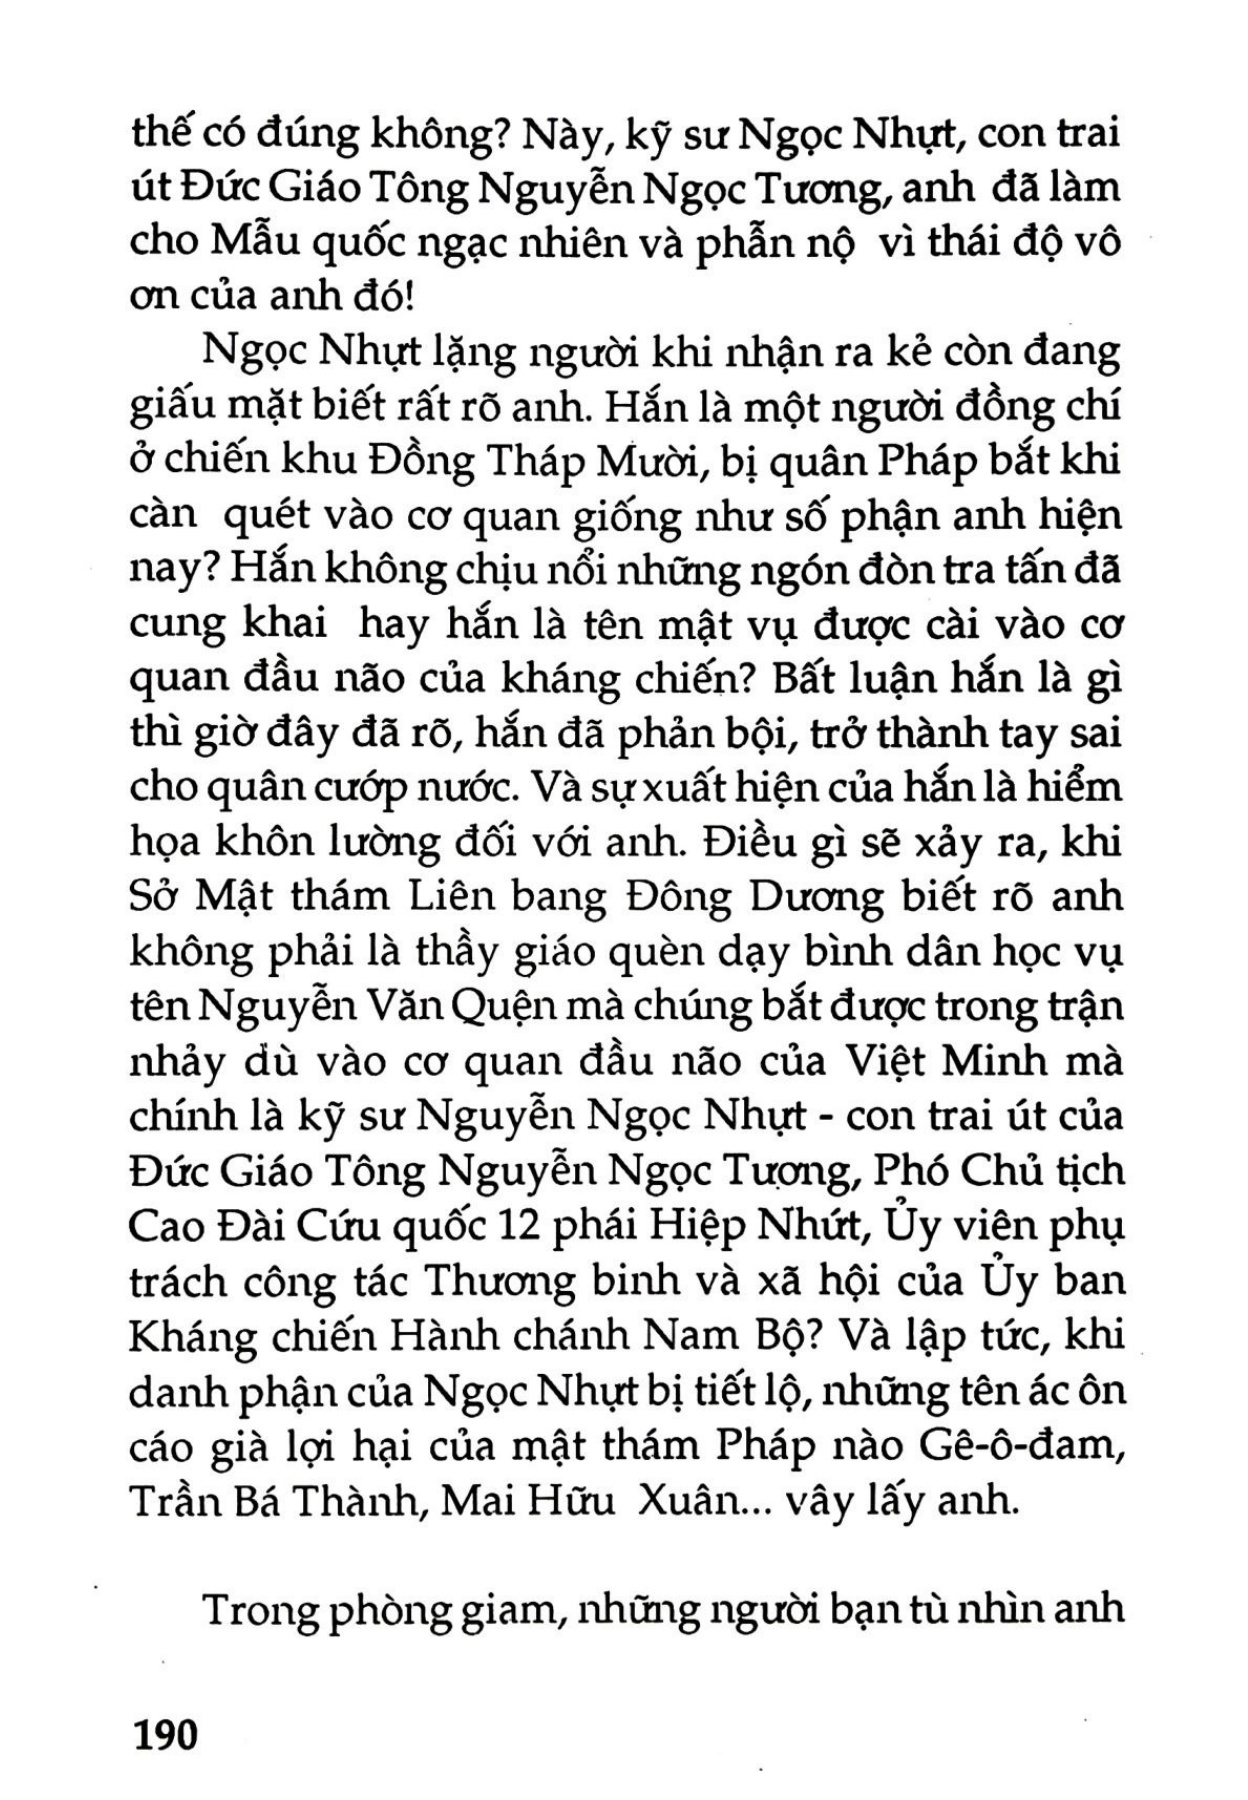 thế có đúng không? Này, kỹ sư Ngọc Nhựt, con trai
út Đức Giáo Tông Nguyễn Ngọc Tương, anh đã làm
cho Mẫu quốc ngạc nhiên và phẫn nộ vì thái độ vô
ơn của anh đó!
Ngọc Nhựt lặng người khi nhận ra kẻ còn đang
giấu mặt biết rất rõ anh. Hắn là một người đồng chí
ở chiến khu Đồng Tháp Mười, bị quân Pháp bắt khi
càn quét vào cơ quan giống như số phận anh hiện
nay? Hắn không chịu nổi những ngón đòn tra tấn đã
cung khai hay hắn là tên mật vụ được cài vào cơ
quan đầu não của kháng chiến? Bất luận hắn là gì
thì giờ đây đã rõ, hắn đã phản bội, trở thành tay sai
cho quân cướp nước. Và sự xuất hiện của hắn là hiểm
họa khôn lường đối với anh. Điều gì sẽ xảy ra, khi
Sở Mật thám Liên bang Đông Dương biết rõ anh
không phải là thầy giáo quèn dạy bình dân học vụ
tên Nguyễn Văn Quện mà chúng bắt được trong trận
nhảy dù vào cơ quan đầu não của Việt Minh mà
chính là kỹ sư Nguyễn Ngọc Nhựt - con trai út của
Đức Giáo Tông Nguyễn Ngọc Tương, Phó Chủ tịch
Cao Đài Cứu quốc 12 phái Hiệp Nhứt, Ủy viên phụ
trách công tác Thương binh và xã hội của Ủy ban
Kháng chiến Hành chánh Nam Bộ? Và lập tức, khi
danh phận của Ngọc Nhựt bị tiết lộ, những tên ác ôn
cáo già lợi hại của mật thám Pháp nào Gê-ô-đam,
Trần Bá Thành, Mai Hữu Xuân... vây lấy anh.
Trong phòng giam, những người bạn tù nhìn anh
190